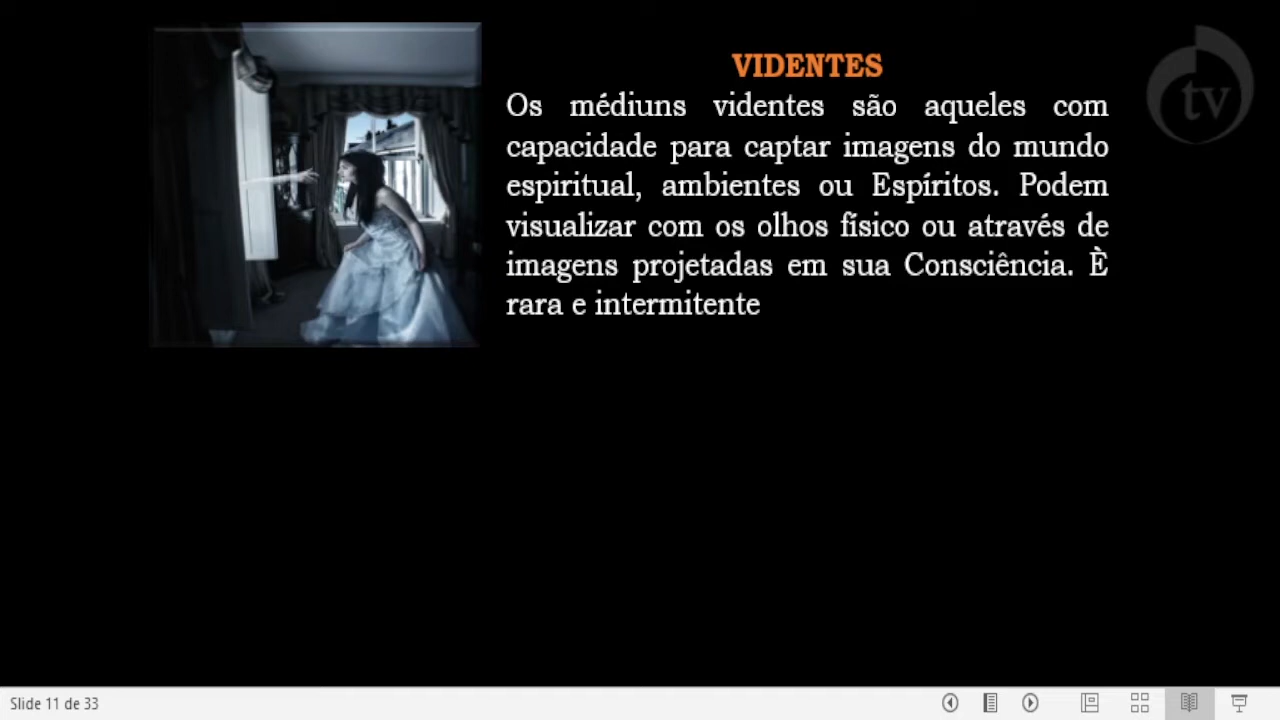 VIDENTES
Os médiuns videntes são aqueles com
capacidade para captar imagens do mundo
espiritual, ambientes ou Espíritos. Podem
visualizar com os olhos físico ou através de
imagens projetadas em sua Consciência. È
rara e intermitente
tv
Slide 11 de 33